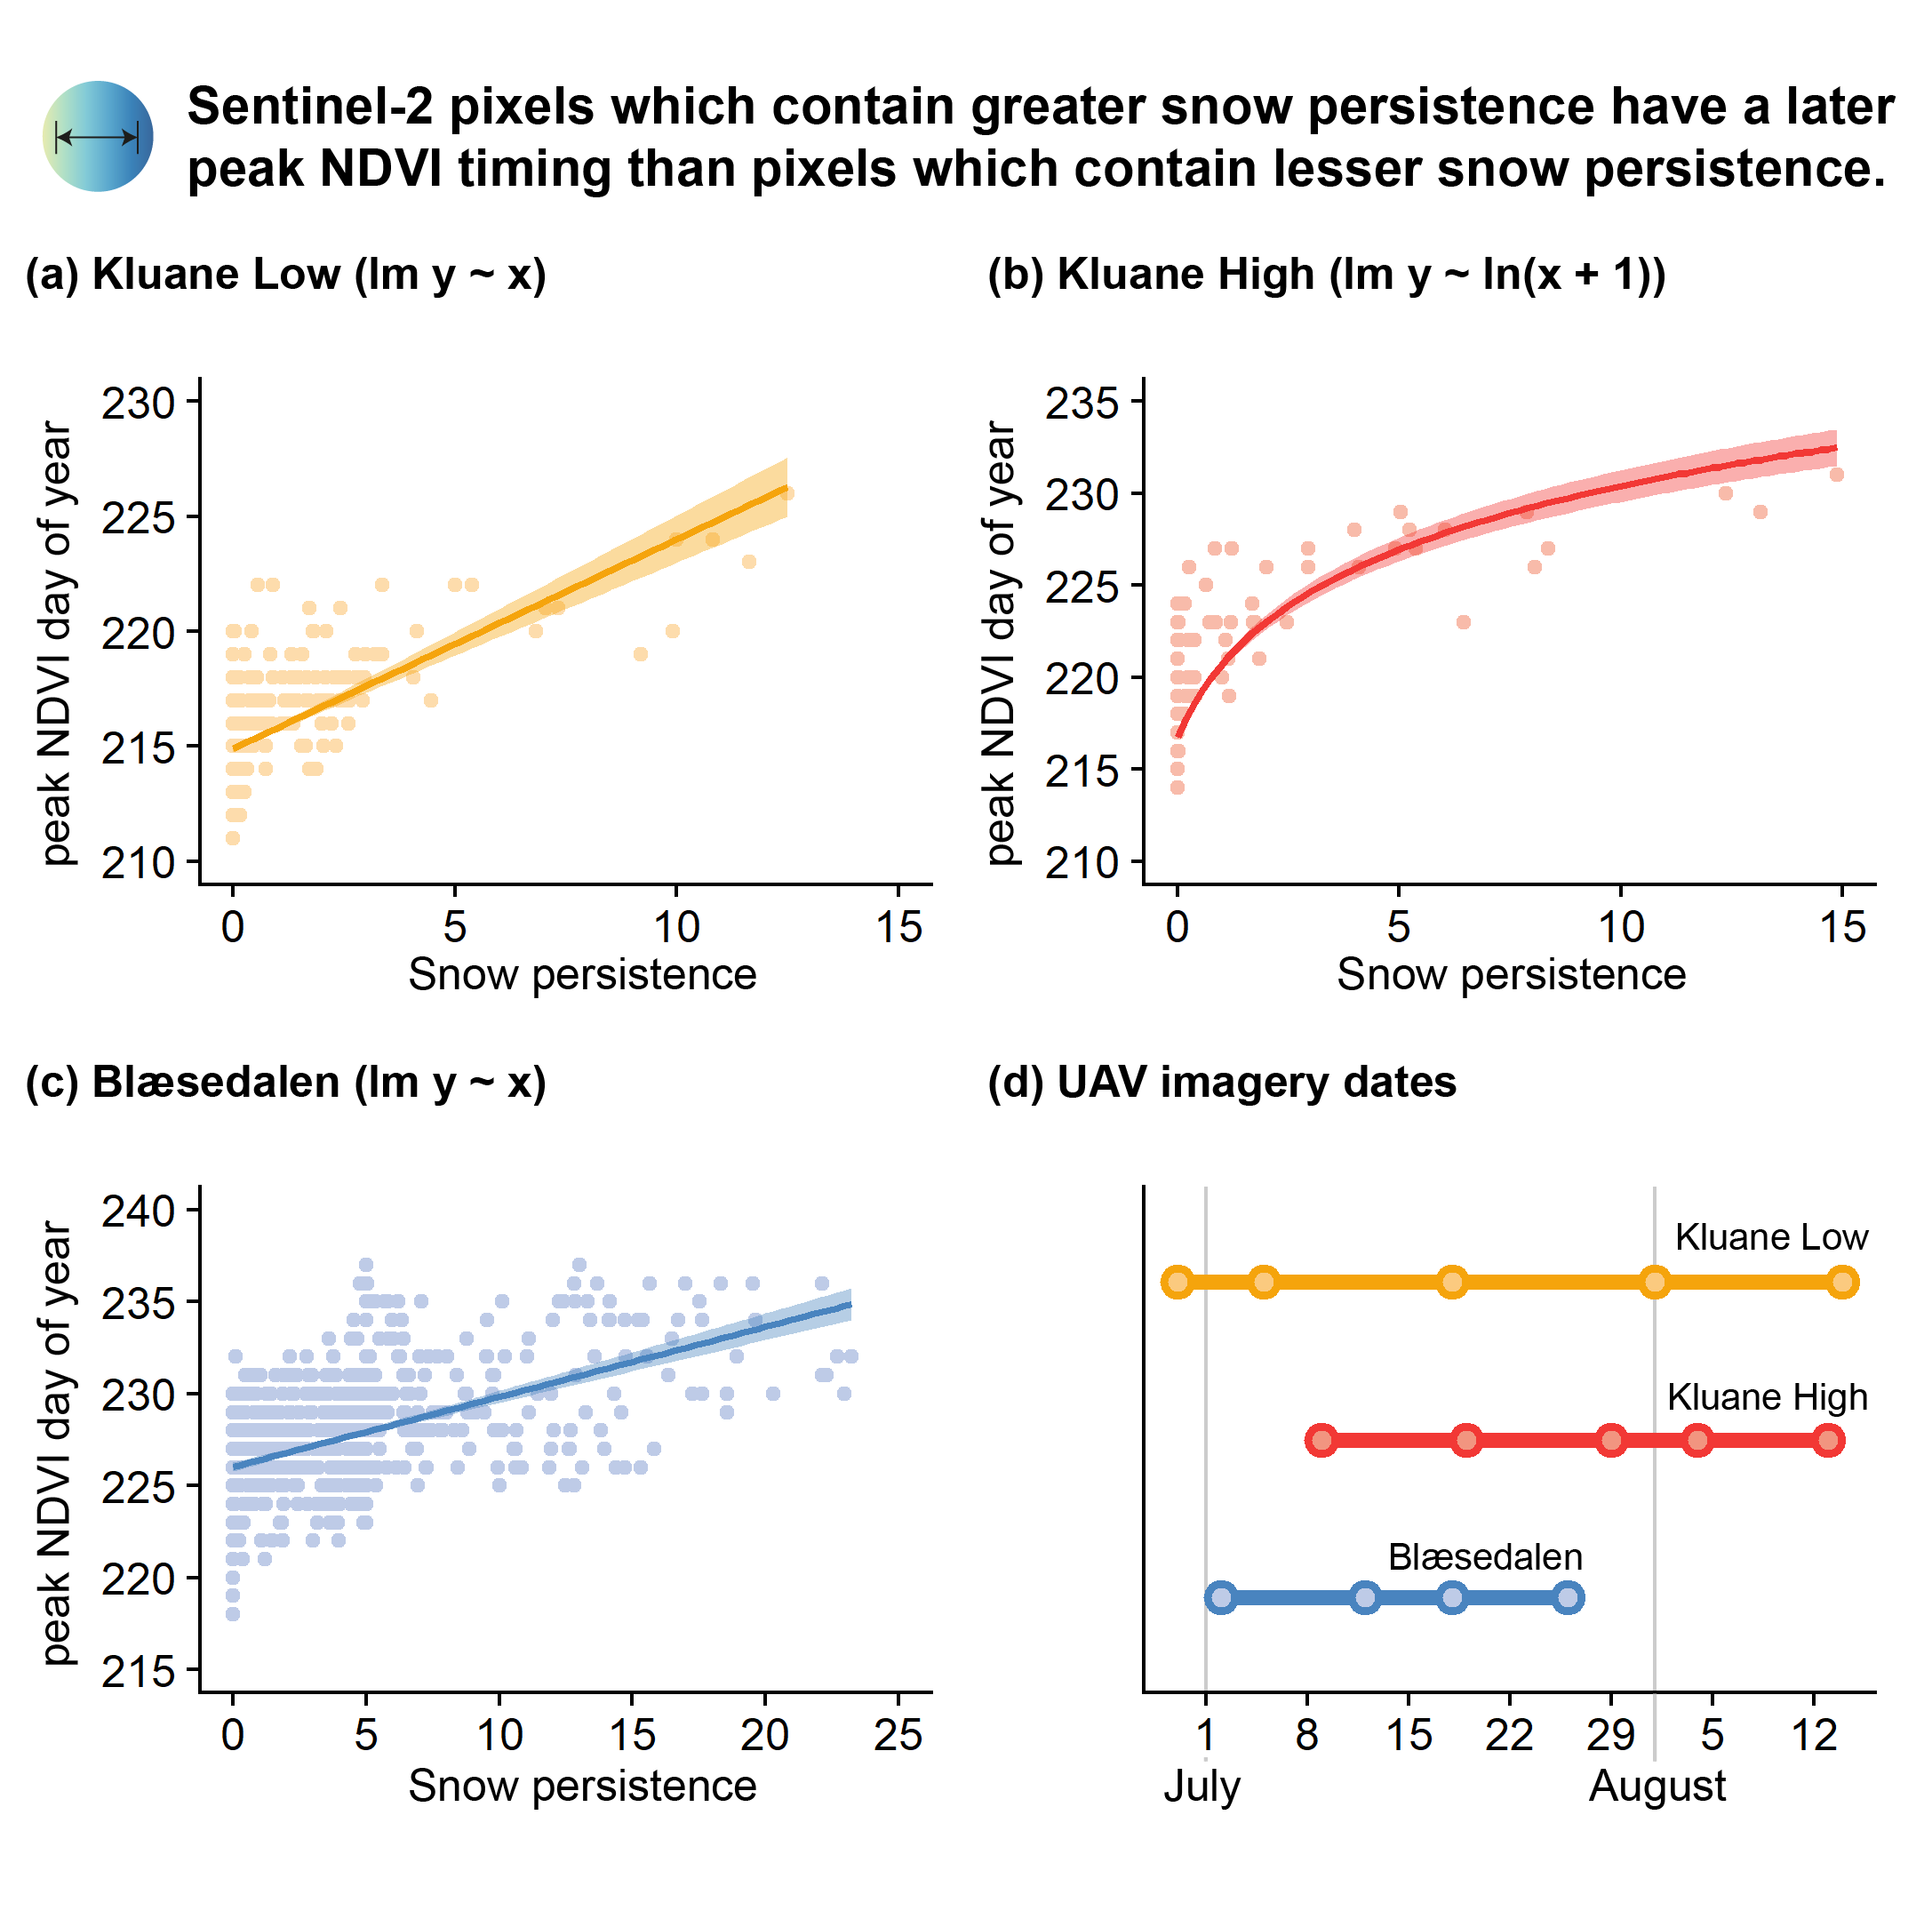 Sentinel-2 pixels which contain greater snow persistence have a later
peak NDVI timing than pixels which contain lesser snow persistence.
(a) Kluane Low (lm y ~ x)
peak NDVI day of year
230
225
220
215
210
0 5 10 15
Snow persistence
(b) Kluane High (lm y ~ ln(x + 1))
peak NDVI day of year
235
230
225
220
215
210
0 5 10 15
Snow persistence
(c) Blæsedalen (lm y ~ x)
peak NDVI day of year
240
235
230
225
220
215
0 5 10 15 20 25
Snow persistence
(d) UAV imagery dates
Kluane Low
Kluane High
Blæsedalen
1 8 15 22 29 5 12
July August